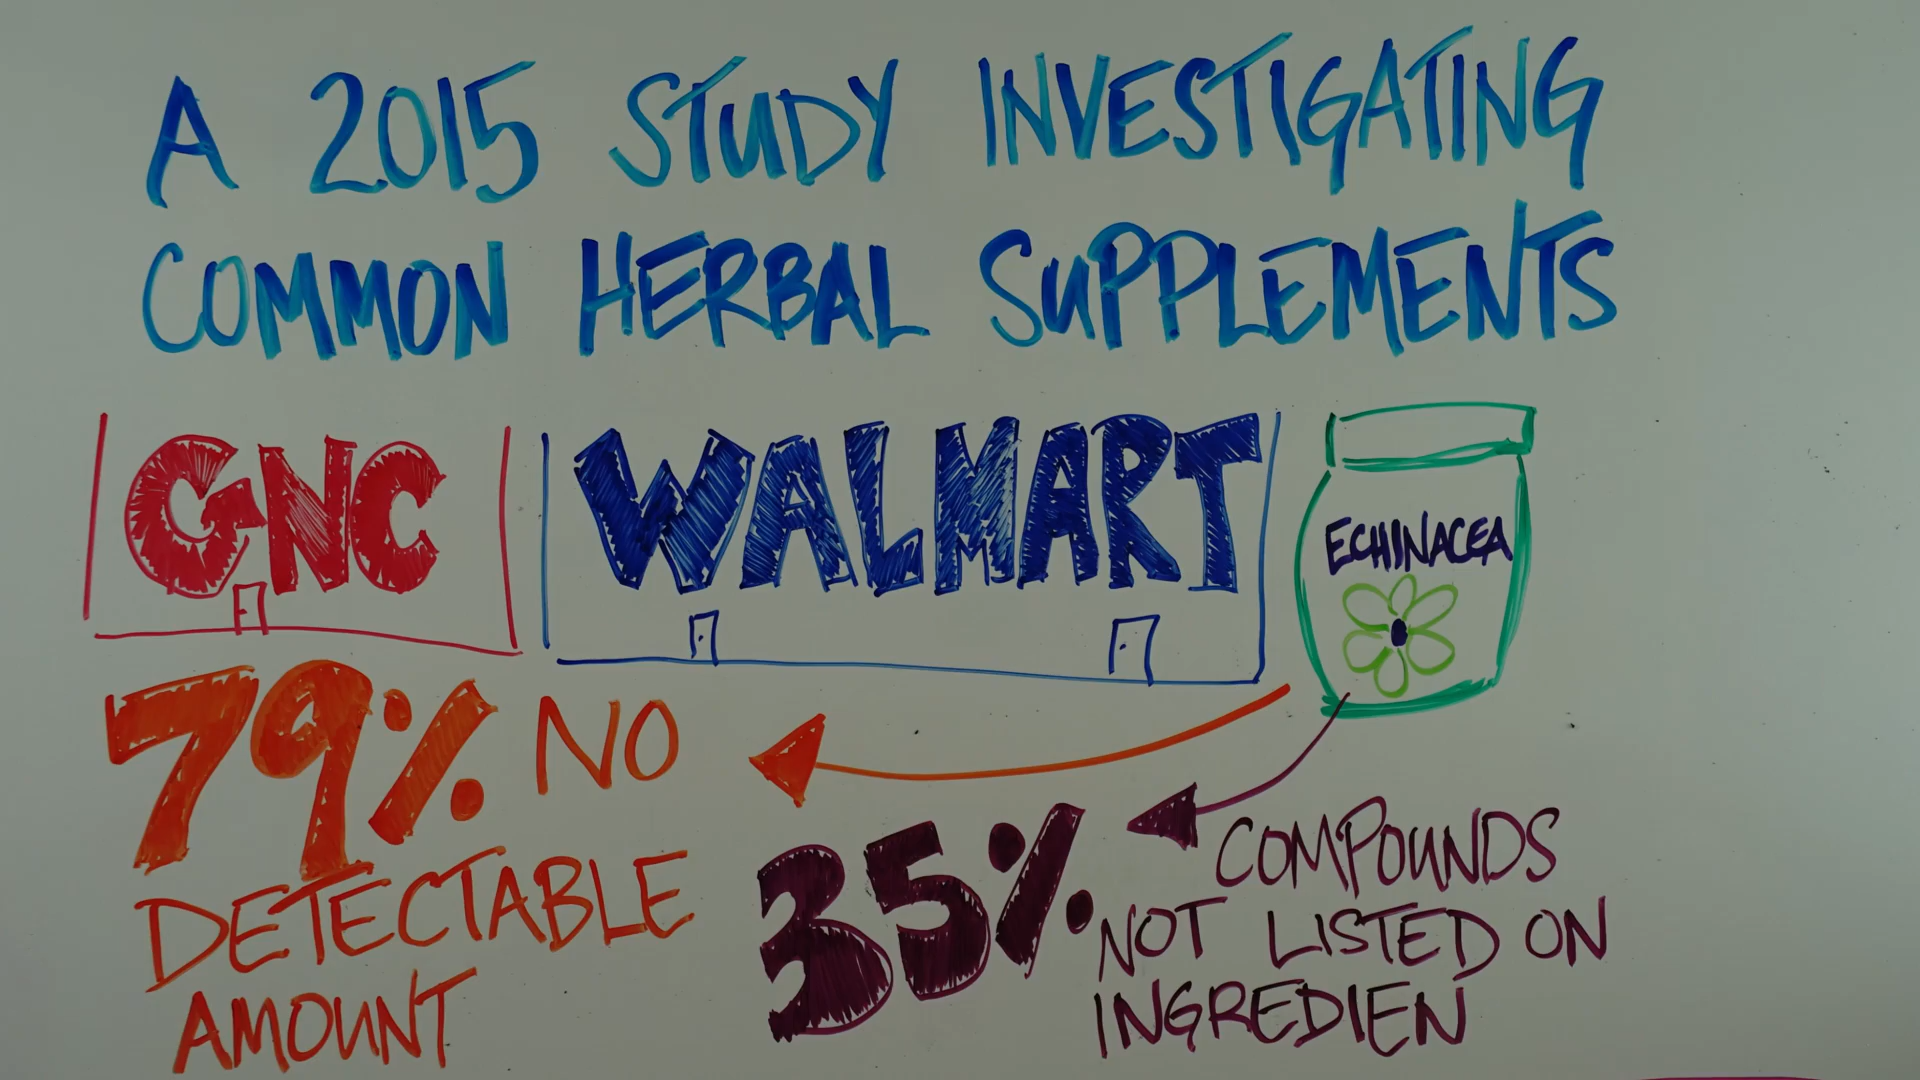 A 2015 STUDY INVESTIGATING
COMMON HERBAL SUPPLEMENTS
GNC
WALMART
ECHINACEA
79% NO
DETECTABLE
AMOUNT
35% COMPOUNDS
NOT LISTED ON
INGREDIEN